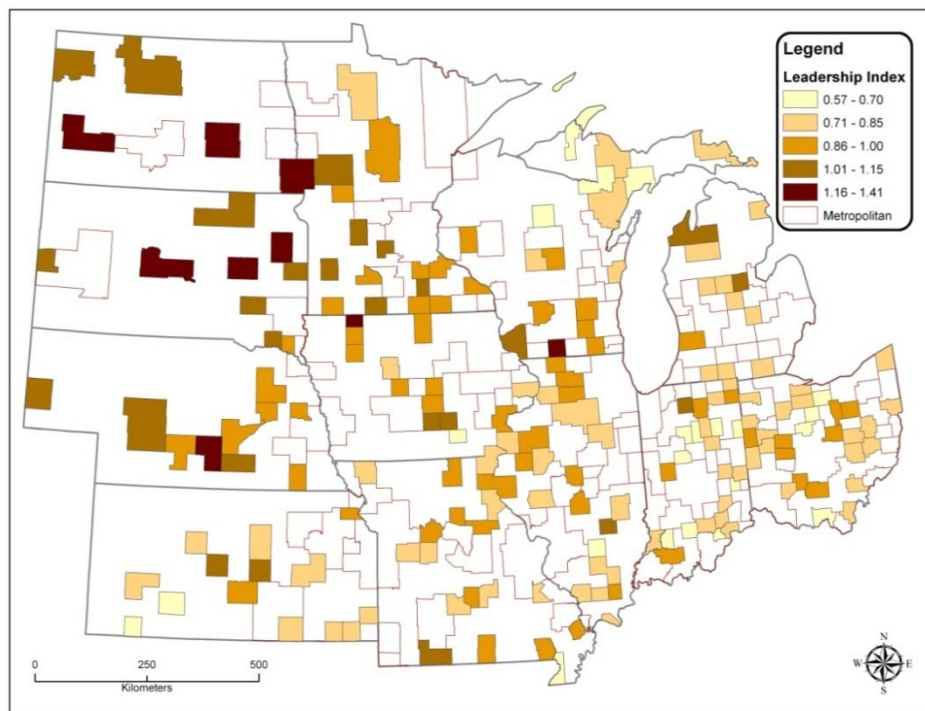 Legend
Leadership Index
0.57 - 0.70
0.71 - 0.85
0.86 - 1.00
1.01 - 1.15
1.16 - 1.41
Metropolitan
0 250 500
Kilometers
N
W E
S